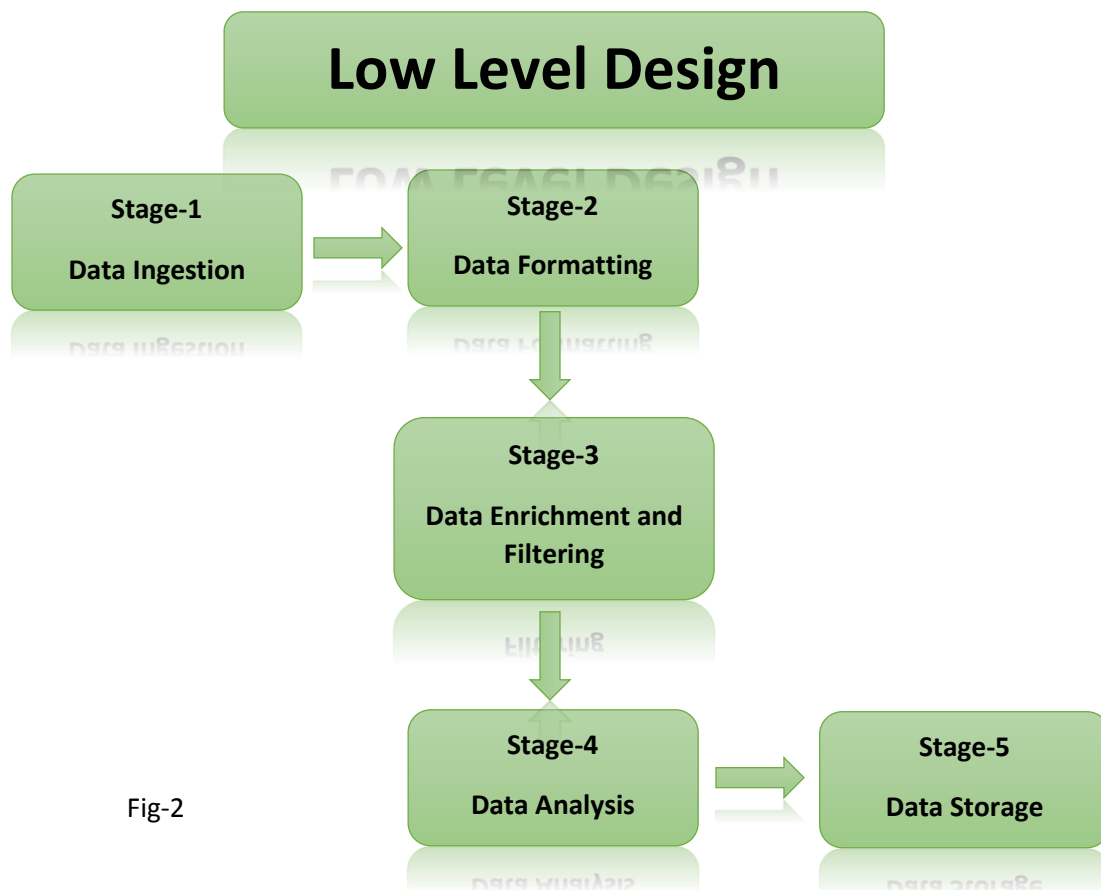 Low Level Design
Stage-1
Data Ingestion
Stage-2
Data Formatting
Stage-3
Data Enrichment and
Filtering
Stage-4
Data Analysis
Stage-5
Data Storage
Fig-2